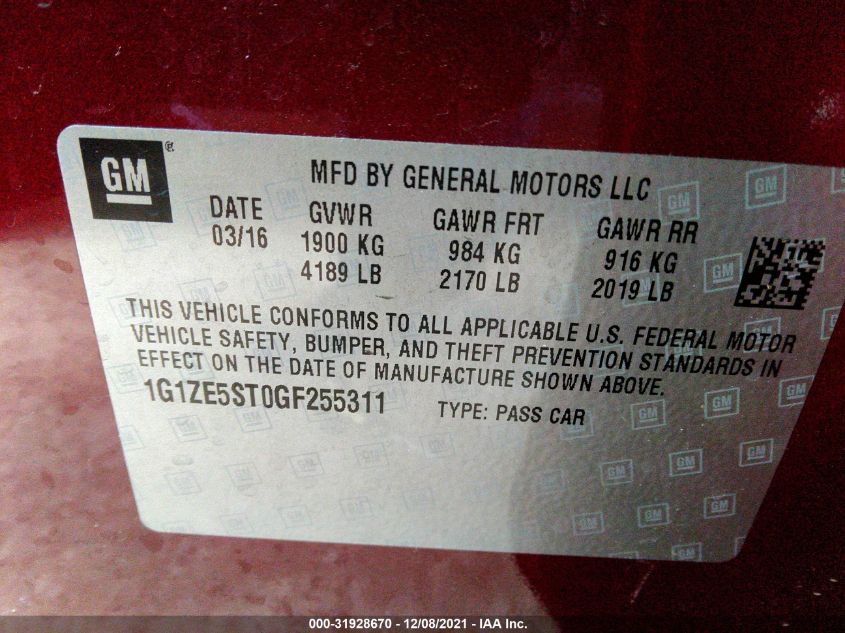 GM ®
MFD BY GENERAL MOTORS LLC
DATE GVWR GAWR FRT GAWR RR
03/16 1900 KG 984 KG 916 KG
4189 LB 2170 LB 2019 LB
THIS VEHICLE CONFORMS TO ALL APPLICABLE U.S. FEDERAL MOTOR
VEHICLE SAFETY, BUMPER, AND THEFT PREVENTION STANDARDS IN
EFFECT ON THE DATE OF MANUFACTURE SHOWN ABOVE.
1G1ZE5ST0GF255311 TYPE: PASS CAR
000-31928670 - 12/08/2021 - IAA Inc.